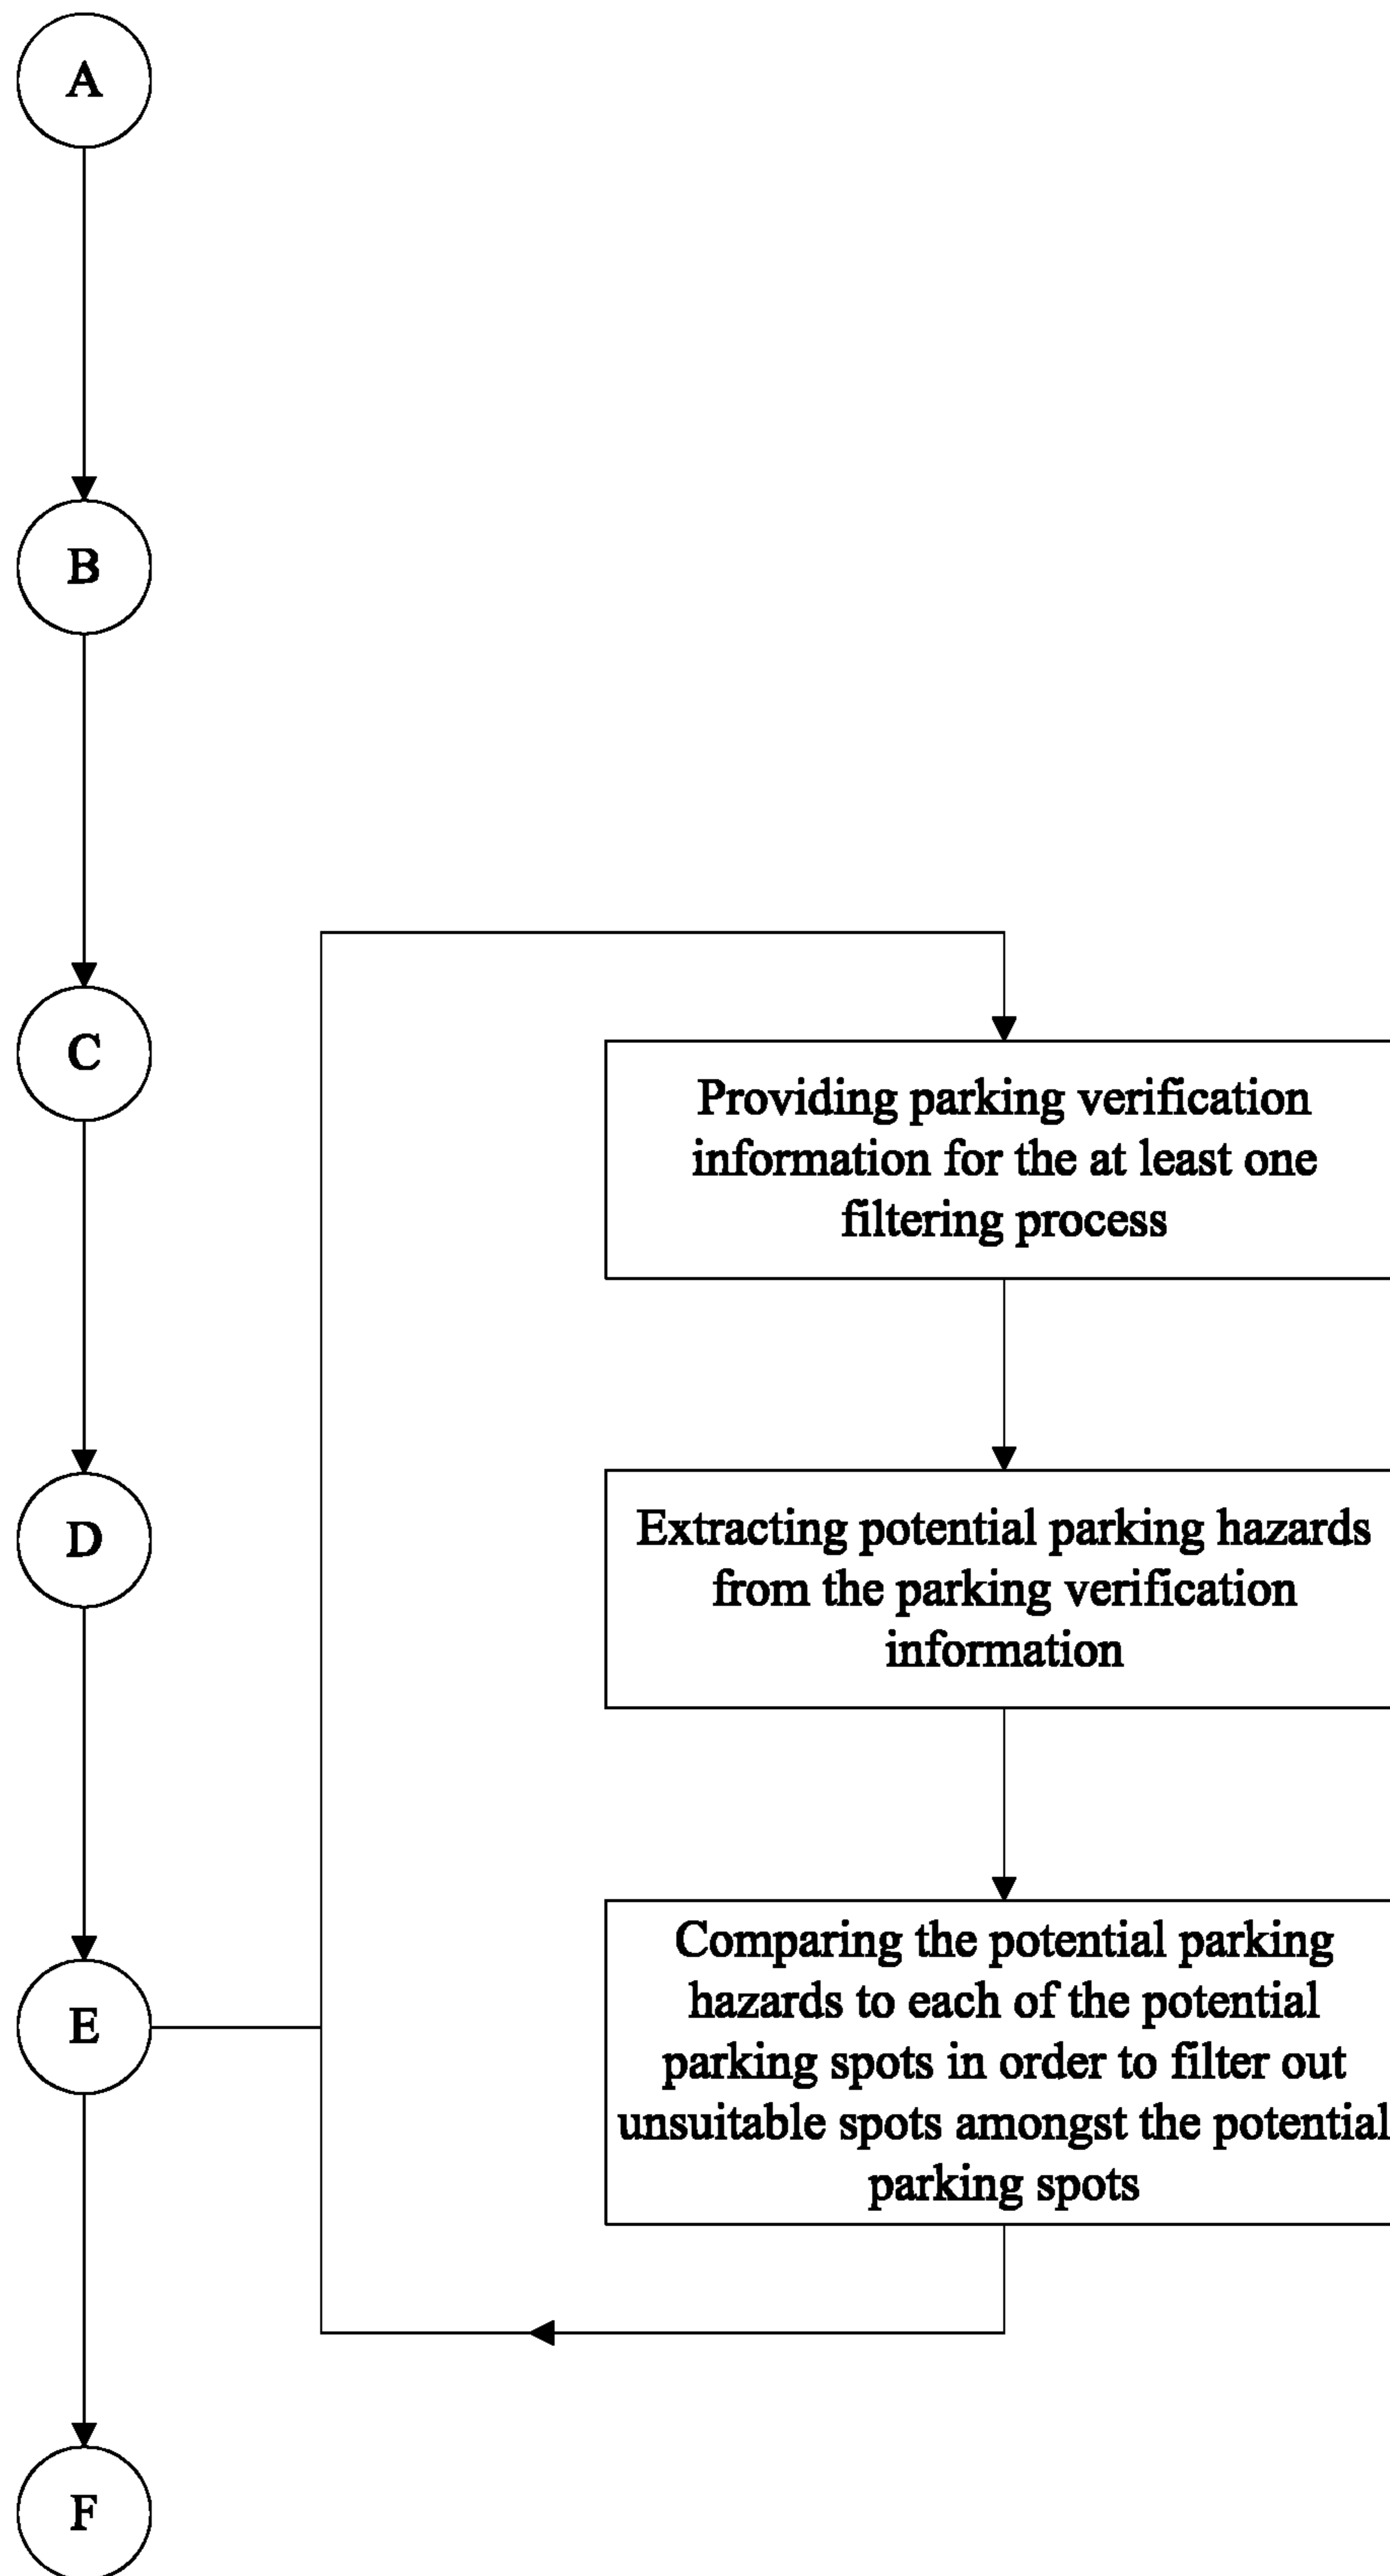 A
B
C
Providing parking verification
information for the at least one
filtering process
D
Extracting potential parking hazards
from the parking verification
information
E
Comparing the potential parking
hazards to each of the potential
parking spots in order to filter out
unsuitable spots amongst the potential
parking spots
F